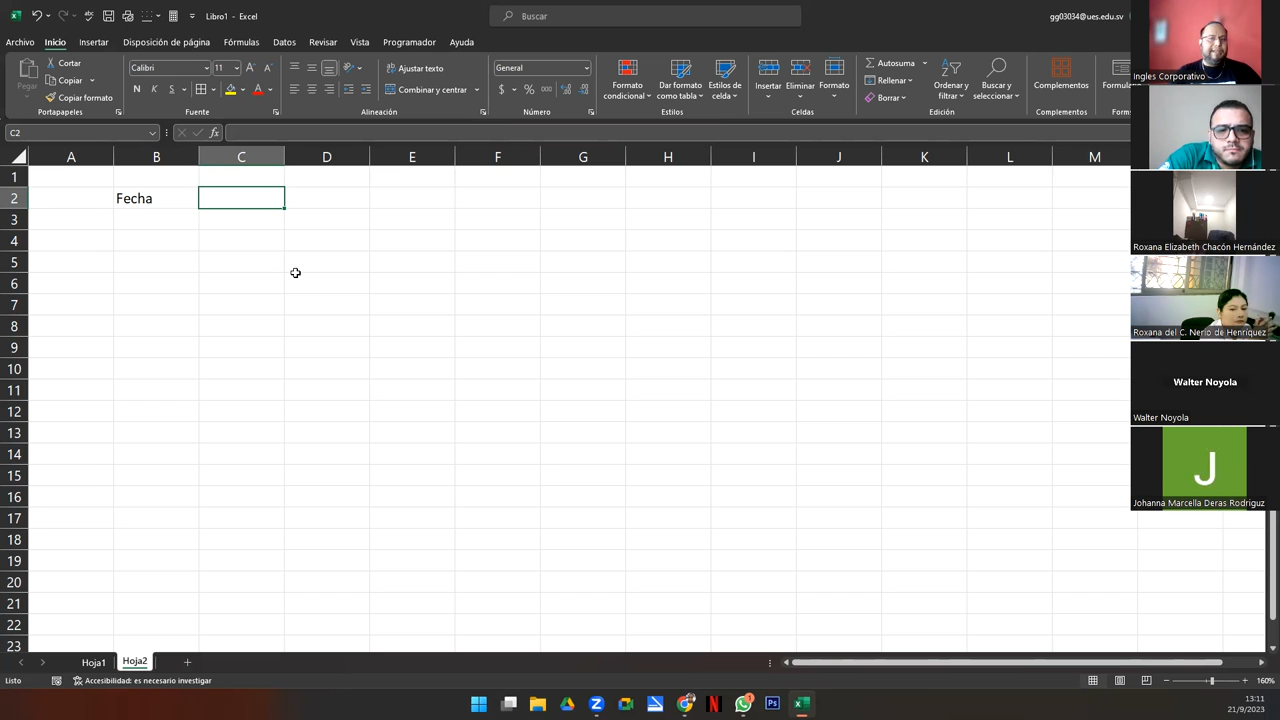 Libro1 - Excel
Buscar
gg03034@ues.edu.sv
Archivo Inicio Insertar Disposición de página Fórmulas Datos Revisar Vista Programador Ayuda
Pegar
Cortar
Copiar
Copiar formato
Portapapeles
Calibri 11
N K S
Fuente
Ajustar texto
Combinar y centrar
Alineación
General
$ % 000
Número
Formato condicional
Dar formato como tabla
Estilos de celda
Estilos
Insertar Eliminar Formato
Celdas
Autosuma
Rellenar
Borrar
Ordenar y filtrar
Buscar y seleccionar
Edición
Complementos
Complementos
C2
fx
A B C D E F G H I J K L M
1
2 Fecha
3
4
5
6
7
8
9
10
11
12
13
14
15
16
17
18
19
20
21
22
23
Hoja1 Hoja2
Listo Accesibilidad: es necesario investigar
160%
13:11
21/9/2023
Ingles Corporativo
Roxana Elizabeth Chacón Hernández
Roxana del C. Nerio de Henríquez
Walter Noyola
Walter Noyola
J
Johanna Marcella Deras Rodríguz